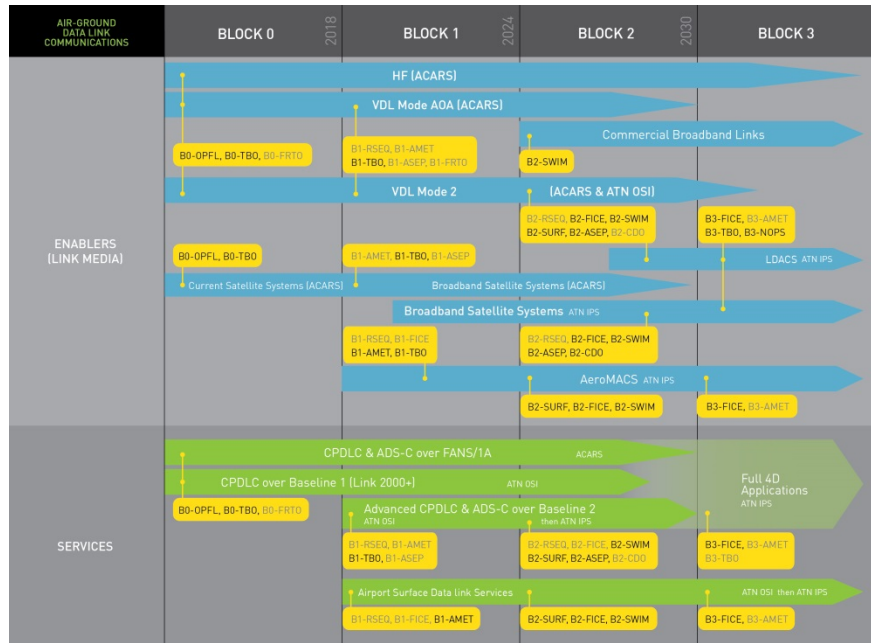 AIR-GROUND
DATA LINK
COMMUNICATIONS
BLOCK 0
2018
BLOCK 1
2024
BLOCK 2
2030
BLOCK 3
ENABLERS
(LINK MEDIA)
HF (ACARS)
VDL Mode AOA (ACARS)
Commercial Broadband Links
B0-OPFL, B0-TBO, B0-FRTO
B1-RSEQ, B1-AMET
B1-TBO, B1-ASEP, B1-FRTO
B2-SWIM
VDL Mode 2 (ACARS & ATN OSI)
B2-RSEQ, B2-FICE, B2-SWIM
B2-SURF, B2-ASEP, B2-CDO
B3-FICE, B3-AMET
B3-TBO, B3-NOPS
B0-OPFL, B0-TBO
B1-AMET, B1-TBO, B1-ASEP
LDACS ATN IPS
Current Satellite Systems (ACARS)
Broadband Satellite Systems (ACARS)
Broadband Satellite Systems ATN IPS
B1-RSEQ, B1-FICE
B1-AMET, B1-TBO
B2-RSEQ, B2-FICE, B2-SWIM
B2-ASEP, B2-CDO
AeroMACS ATN IPS
B2-SURF, B2-FICE, B2-SWIM
B3-FICE, B3-AMET
SERVICES
CPDLC & ADS-C over FANS/1A ACARS
CPDLC over Baseline 1 (Link 2000+) ATN OSI
Full 4D
Applications
ATN IPS
B0-OPFL, B0-TBO, B0-FRTO
Advanced CPDLC & ADS-C over Baseline 2
ATN OSI then ATN IPS
B1-RSEQ, B1-AMET
B1-TBO, B1-ASEP
B2-RSEQ, B2-FICE, B2-SWIM
B2-SURF, B2-ASEP, B2-CDO
B3-FICE, B3-AMET
B3-TBO
Airport Surface Data link Services ATN OSI then ATN IPS
B1-RSEQ, B1-FICE, B1-AMET
B2-SURF, B2-FICE, B2-SWIM
B3-FICE, B3-AMET